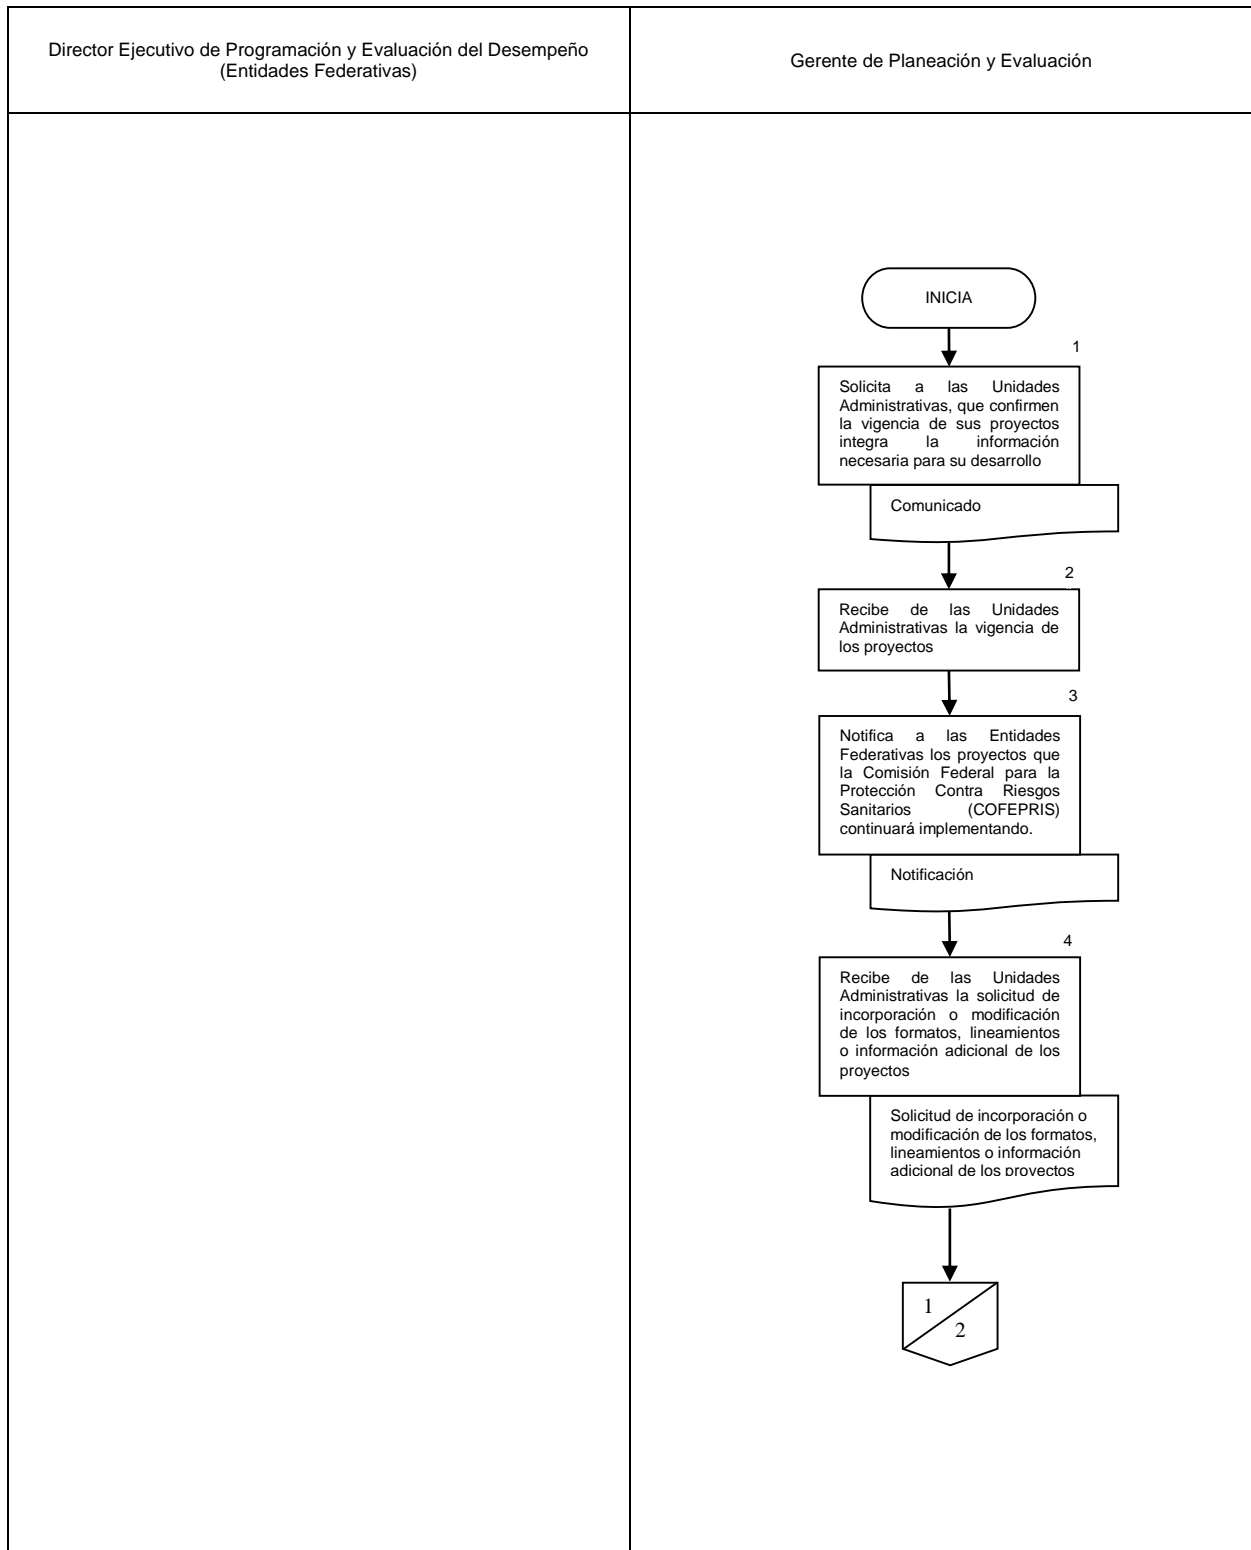 Director Ejecutivo de Programación y Evaluación del Desempeño
(Entidades Federativas)
Gerente de Planeación y Evaluación
INICIA
1
Solicita a las Unidades
Administrativas, que confirmen
la vigencia de sus proyectos
integra la información
necesaria para su desarrollo
Comunicado
2
Recibe de las Unidades
Administrativas la vigencia de
los proyectos
3
Notifica a las Entidades
Federativas los proyectos que
la Comisión Federal para la
Protección Contra Riesgos
Sanitarios (COFEPRIS)
continuará implementando.
Notificación
4
Recibe de las Unidades
Administrativas la solicitud de
incorporación o modificación
de los formatos, lineamientos
o información adicional de los
proyectos
Solicitud de incorporación o
modificación de los formatos,
lineamientos o información
adicional de los proyectos
1
2